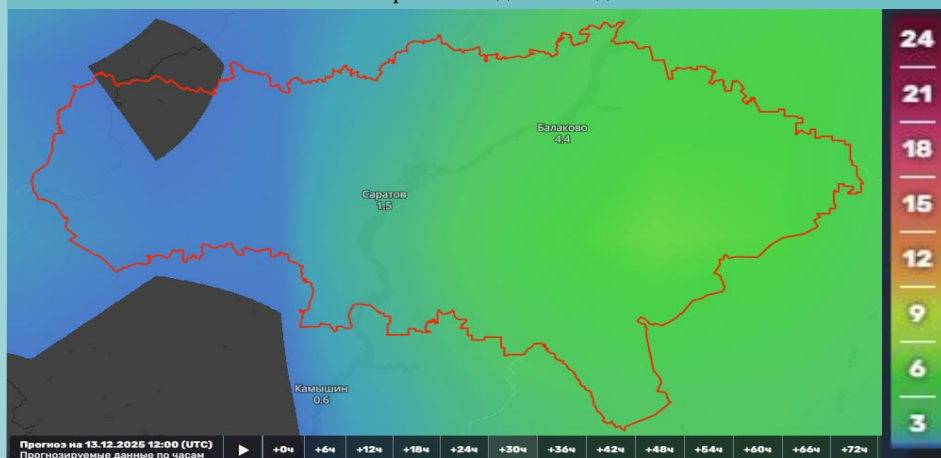 Балаково
4.4
Саратов
1.5
Камышин
0.6
24
21
18
15
12
9
6
3
Прогноз на 13.12.2025 12:00 (UTC)
Прогнозируемые данные по часам
+0ч +6ч +12ч +18ч +24ч +30ч +36ч +42ч +48ч +54ч +60ч +66ч +72ч